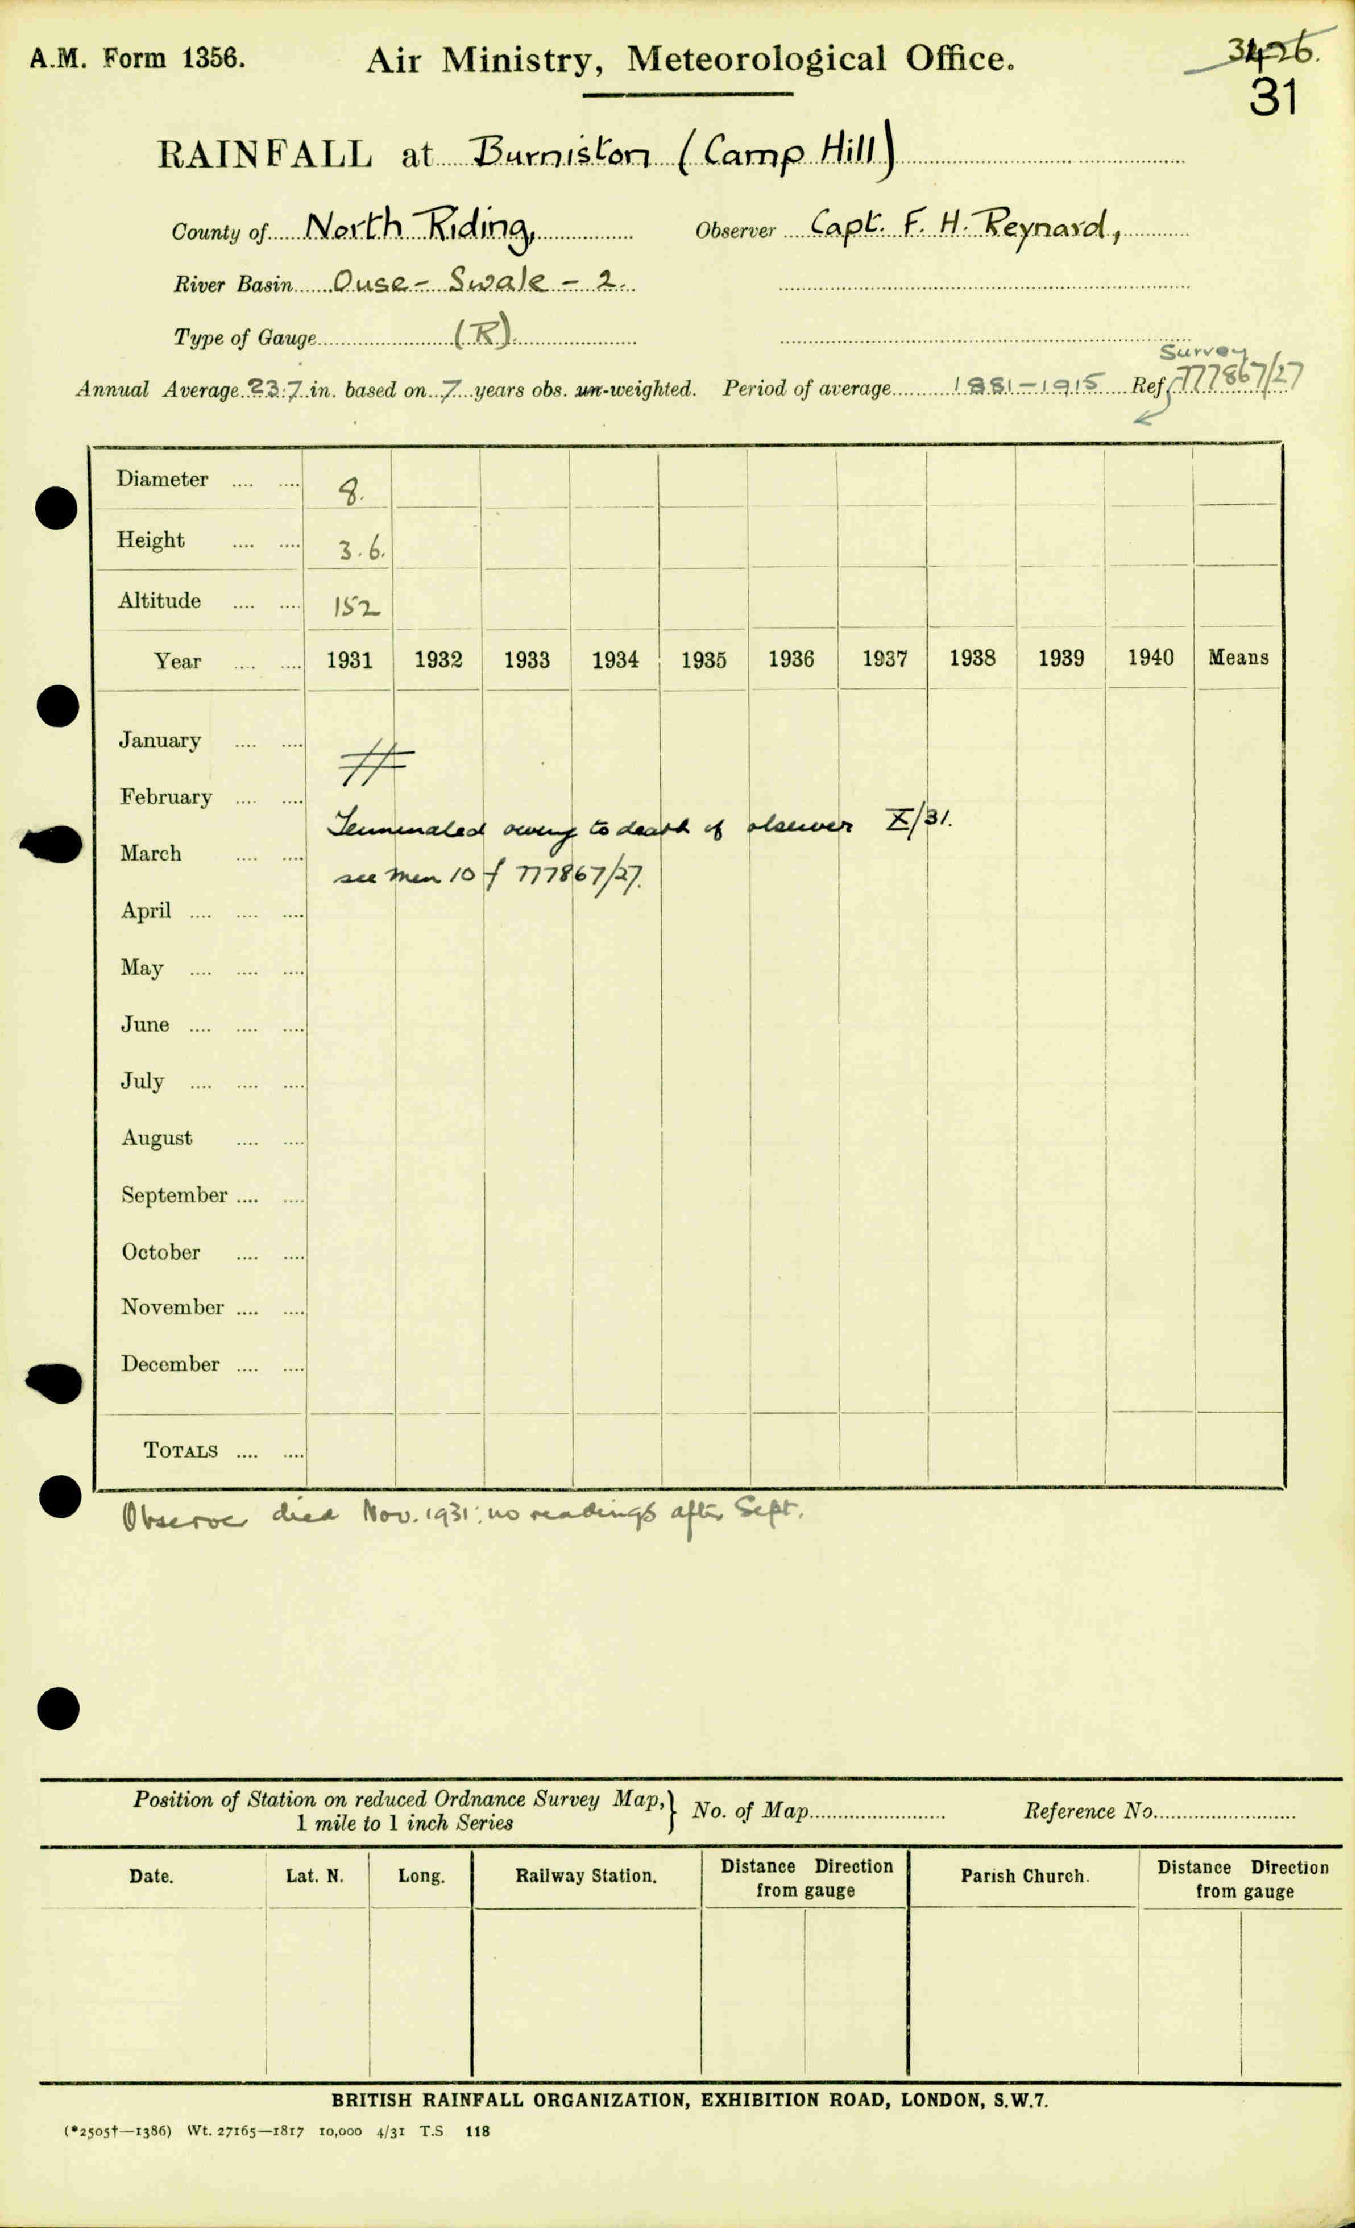 A.M. Form 1356. Air Ministry, Meteorological Office. 3426.
31
RAINFALL at Burniston (Camp Hill)
County of North Riding, Observer Capt. F. H. Reynard,
River Basin Ouse - Swale - 2.
Type of Gauge (R)
Survey
Annual Average 23.7 in. based on 7 years obs. un-weighted. Period of average 1881-1915 Ref 777867/27
Diameter .... .... 8.
Height .... .... 3.6.
Altitude .... .... 152
Year .... .... 1931 1932 1933 1934 1935 1936 1937 1938 1939 1940 Means
January .... ....
February .... ....
Terminated owing to death of observer X/31.
March .... ....
see Min 10 of 777867/27.
April .... .... ....
May .... .... ....
June .... .... ....
July .... .... ....
August .... ....
September .... ....
October .... ....
November .... ....
December .... ....
TOTALS .... ....
Observer died Nov. 1931; no readings after Sept.
Position of Station on reduced Ordnance Survey Map,} No. of Map Reference No.
1 mile to 1 inch Series
Date. Lat. N. Long. Railway Station. Distance Direction Parish Church. Distance Direction
from gauge from gauge
BRITISH RAINFALL ORGANIZATION, EXHIBITION ROAD, LONDON, S.W.7.
(*2505†—1386) Wt. 27165—1817 10,000 4/31 T.S 118